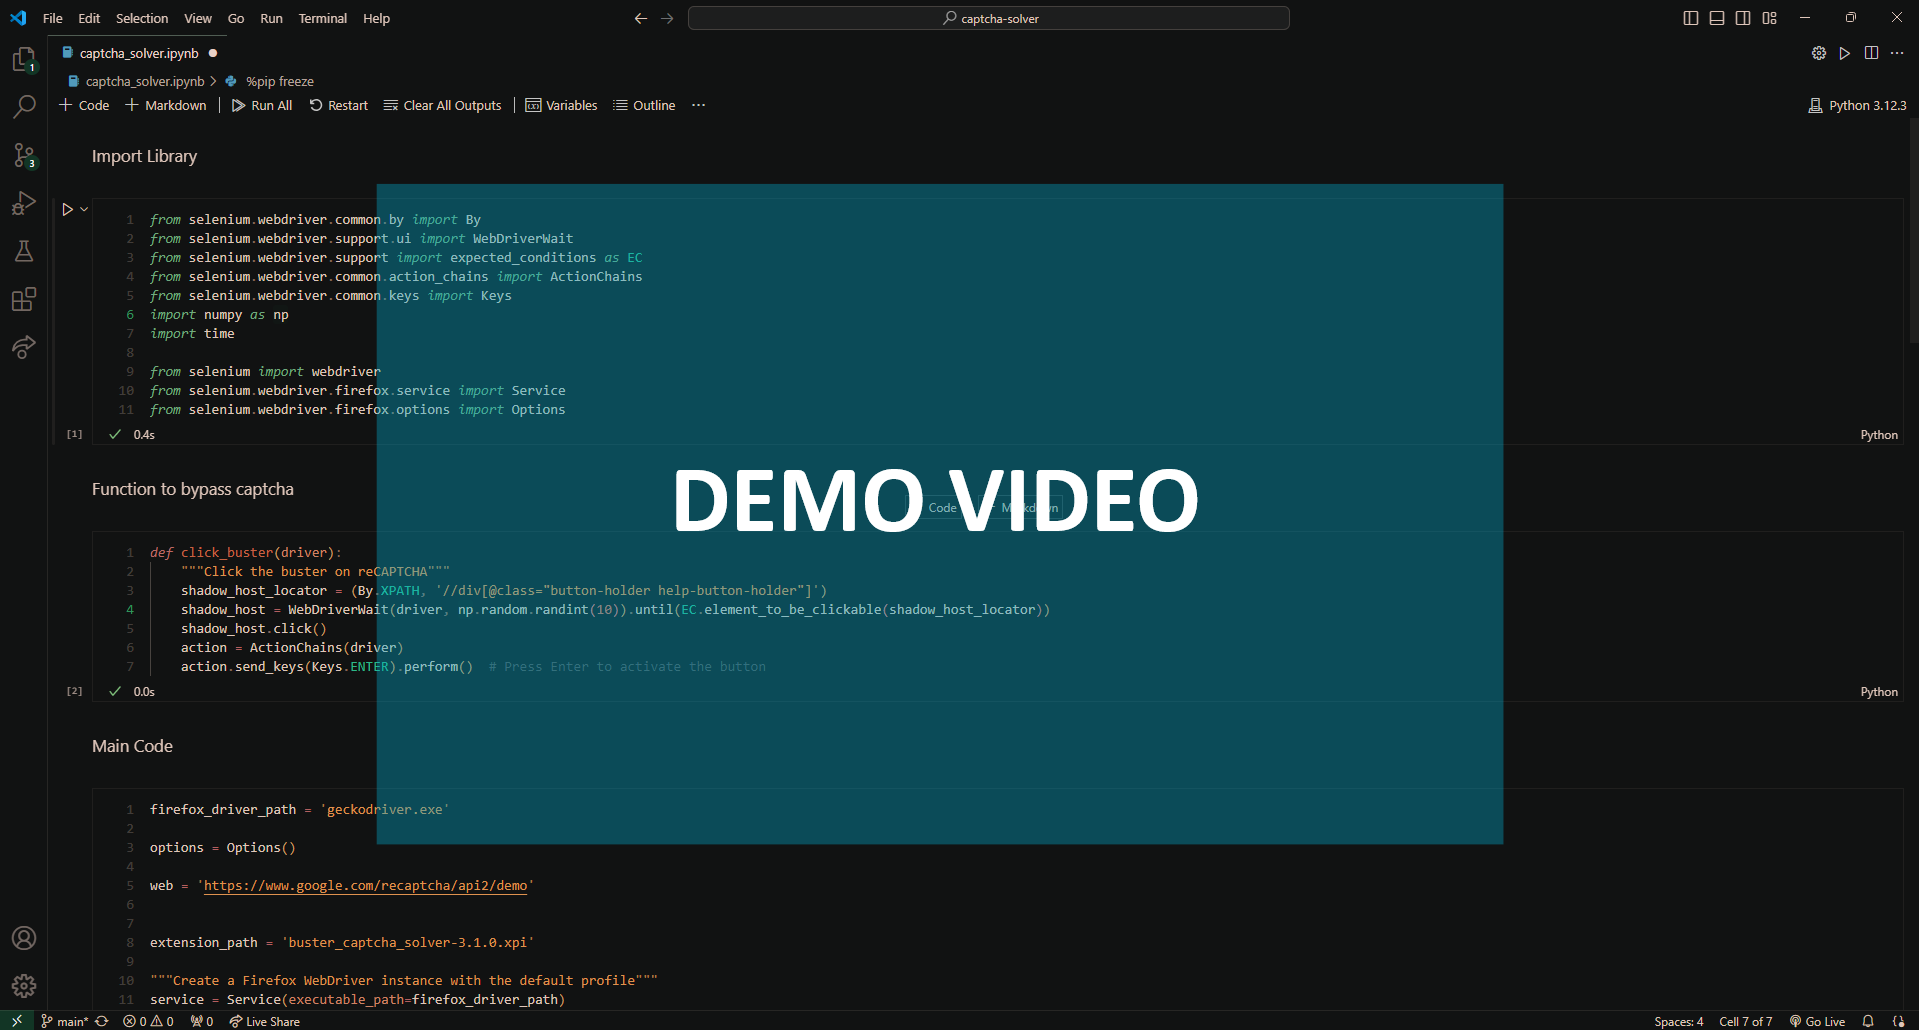 File Edit Selection View Go Run Terminal Help
captcha-solver
captcha_solver.ipynb
captcha_solver.ipynb > %pip freeze
+ Code + Markdown Run All Restart Clear All Outputs Variables Outline ...
Python 3.12.3
1
3
Import Library
1 from selenium.webdriver.common.by import By
2 from selenium.webdriver.support.ui import WebDriverWait
3 from selenium.webdriver.support import expected_conditions as EC
4 from selenium.webdriver.common.action_chains import ActionChains
5 from selenium.webdriver.common.keys import Keys
6 import numpy as np
7 import time
8
9 from selenium import webdriver
10 from selenium.webdriver.firefox.service import Service
11 from selenium.webdriver.firefox.options import Options
[1] 0.4s
Python
Function to bypass captcha
DEMO VIDEO
Code
1 def click_buster(driver):
2 """Click the buster on reCAPTCHA"""
3 shadow_host_locator = (By.XPATH, '//div[@class="button-holder help-button-holder"]')
4 shadow_host = WebDriverWait(driver, np.random.randint(10)).until(EC.element_to_be_clickable(shadow_host_locator))
5 shadow_host.click()
6 action = ActionChains(driver)
7 action.send_keys(Keys.ENTER).perform() # Press Enter to activate the button
[2] 0.0s
Python
Main Code
1 firefox_driver_path = 'geckodriver.exe'
2
3 options = Options()
4
5 web = 'https://www.google.com/recaptcha/api2/demo'
6
7
8 extension_path = 'buster_captcha_solver-3.1.0.xpi'
9
10 """Create a Firefox WebDriver instance with the default profile"""
11 service = Service(executable_path=firefox_driver_path)
main* 0 0 0 Live Share
Spaces: 4 Cell 7 of 7 Go Live